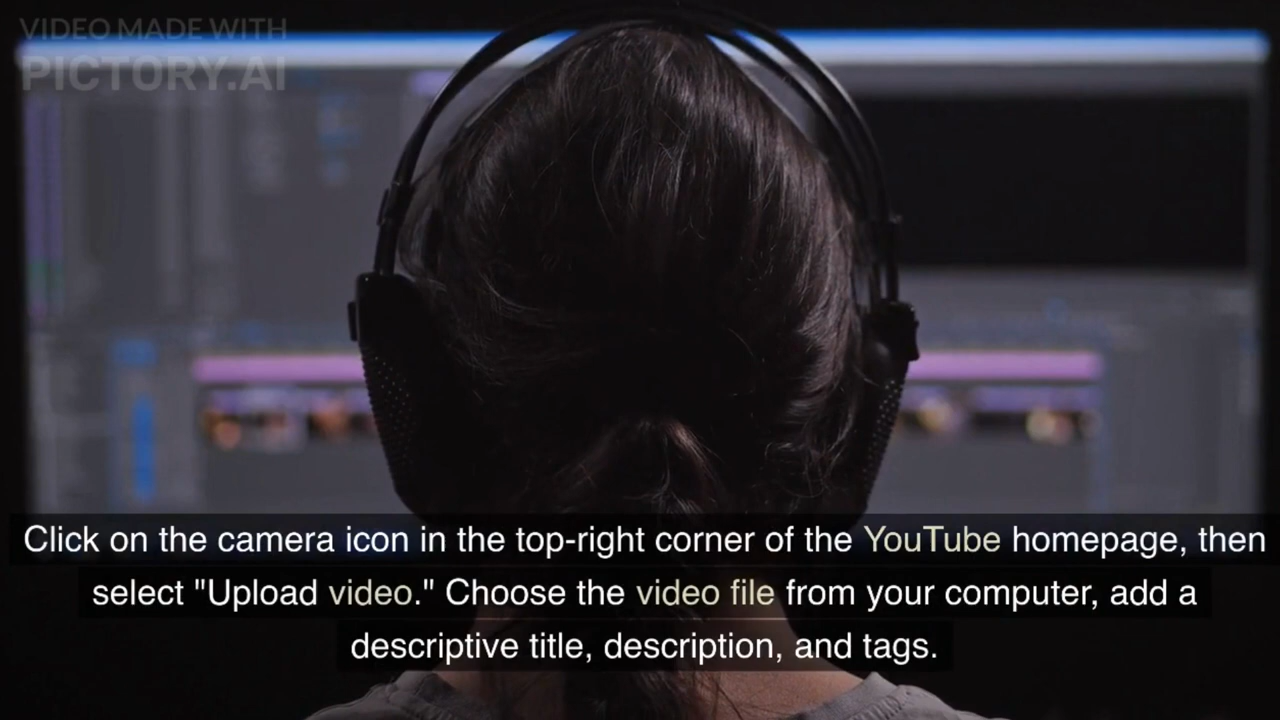 VIDEO MADE WITH
PICTORY.AI
Click on the camera icon in the top-right corner of the YouTube homepage, then
select "Upload video." Choose the video file from your computer, add a
descriptive title, description, and tags.